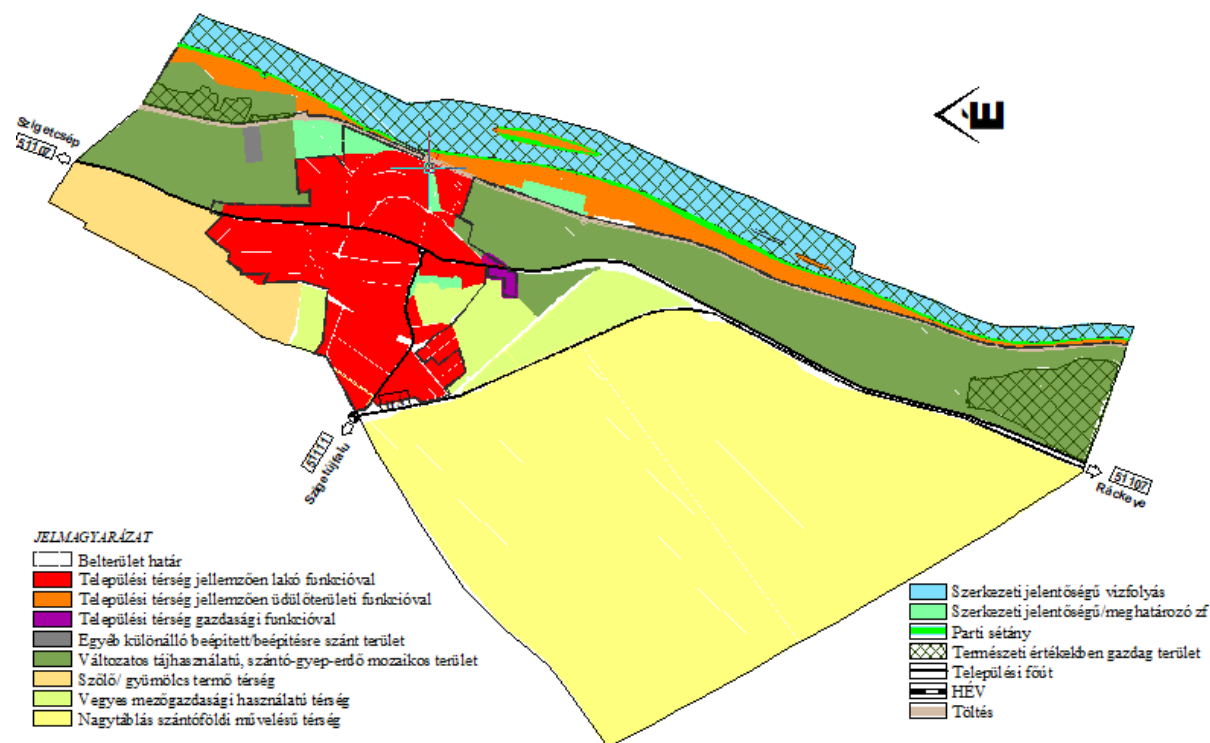 É
Szigetcsép
51102
51111
Szigetújfalu
51107
Ráckeve
JELMAGYARÁZAT
Belterület határ
Települési térség jellemzően lakó funkcióval
Települési térség jellemzően üdülőterületi funkcióval
Települési térség gazdasági funkcióval
Egyéb különálló beépített/beépítésre szánt terület
Változatos tájhasználatú, szántó-gyep-erdő mozaikos terület
Szőlő/ gyümölcs termő térség
Vegyes mezőgazdasági használatú térség
Nagytáblás szántóföldi művelésű térség
Szerkezeti jelentőségű vízfolyás
Szerkezeti jelentőségű/meghatározó zf
Parti sétány
Természeti értékekben gazdag terület
Települési főút
HÉV
Töltés